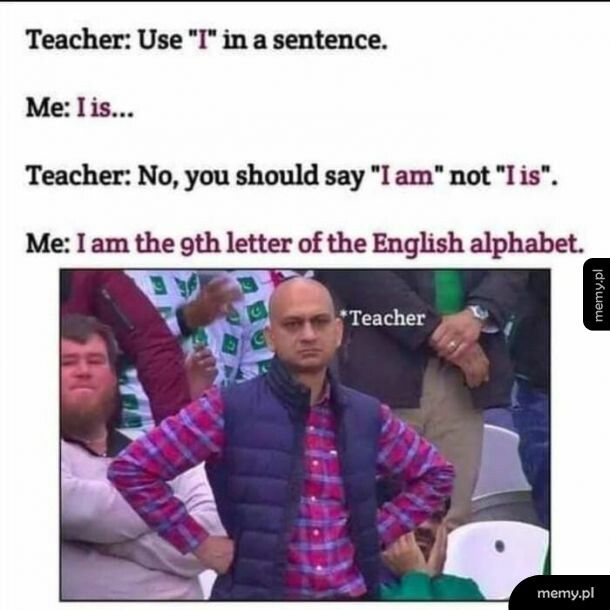 Teacher: Use "I" in a sentence.
Me: I is...
Teacher: No, you should say "I am" not "I is".
Me: I am the 9th letter of the English alphabet.
*Teacher
memy.pl
memy.pl